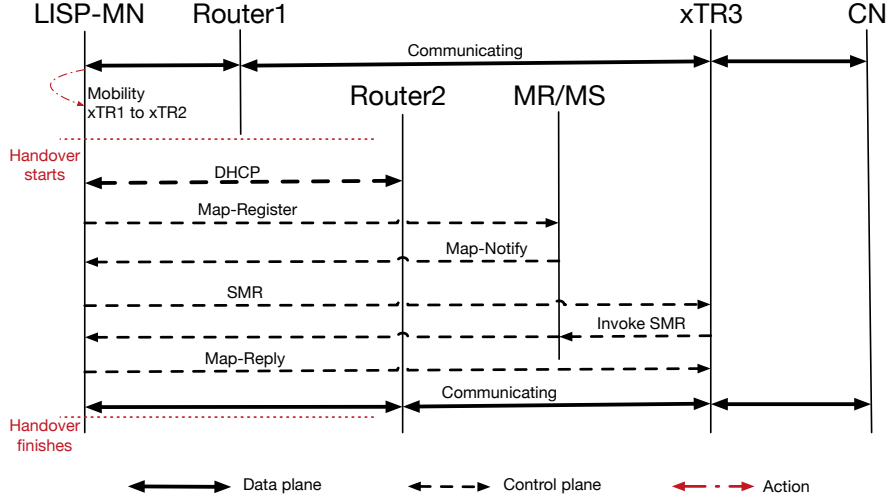 LISP-MN Router1 xTR3 CN
Communicating
Mobility
xTR1 to xTR2
Router2 MR/MS
Handover
starts
DHCP
Map-Register
Map-Notify
SMR
Invoke SMR
Map-Reply
Communicating
Handover
finishes
Data plane Control plane Action